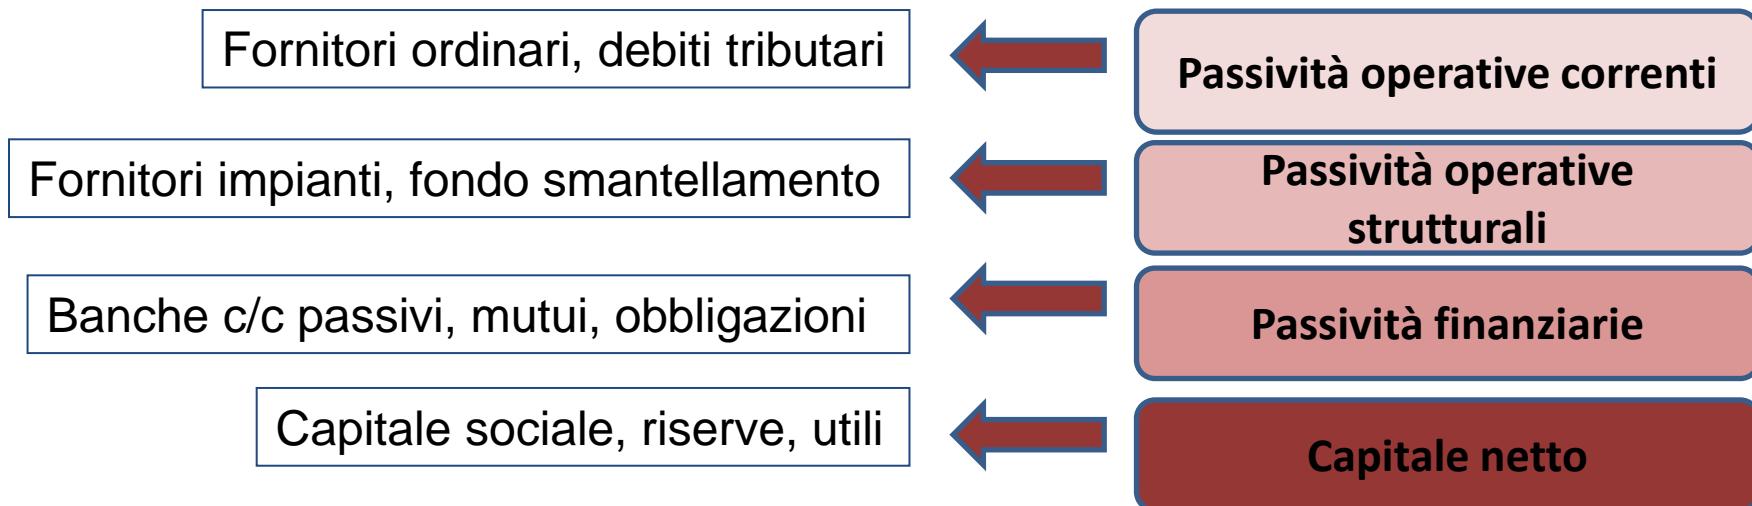 Fornitori ordinari, debiti tributari
Passività operative correnti
Fornitori impianti, fondo smantellamento
Passività operative
strutturali
Banche c/c passivi, mutui, obbligazioni
Passività finanziarie
Capitale sociale, riserve, utili
Capitale netto